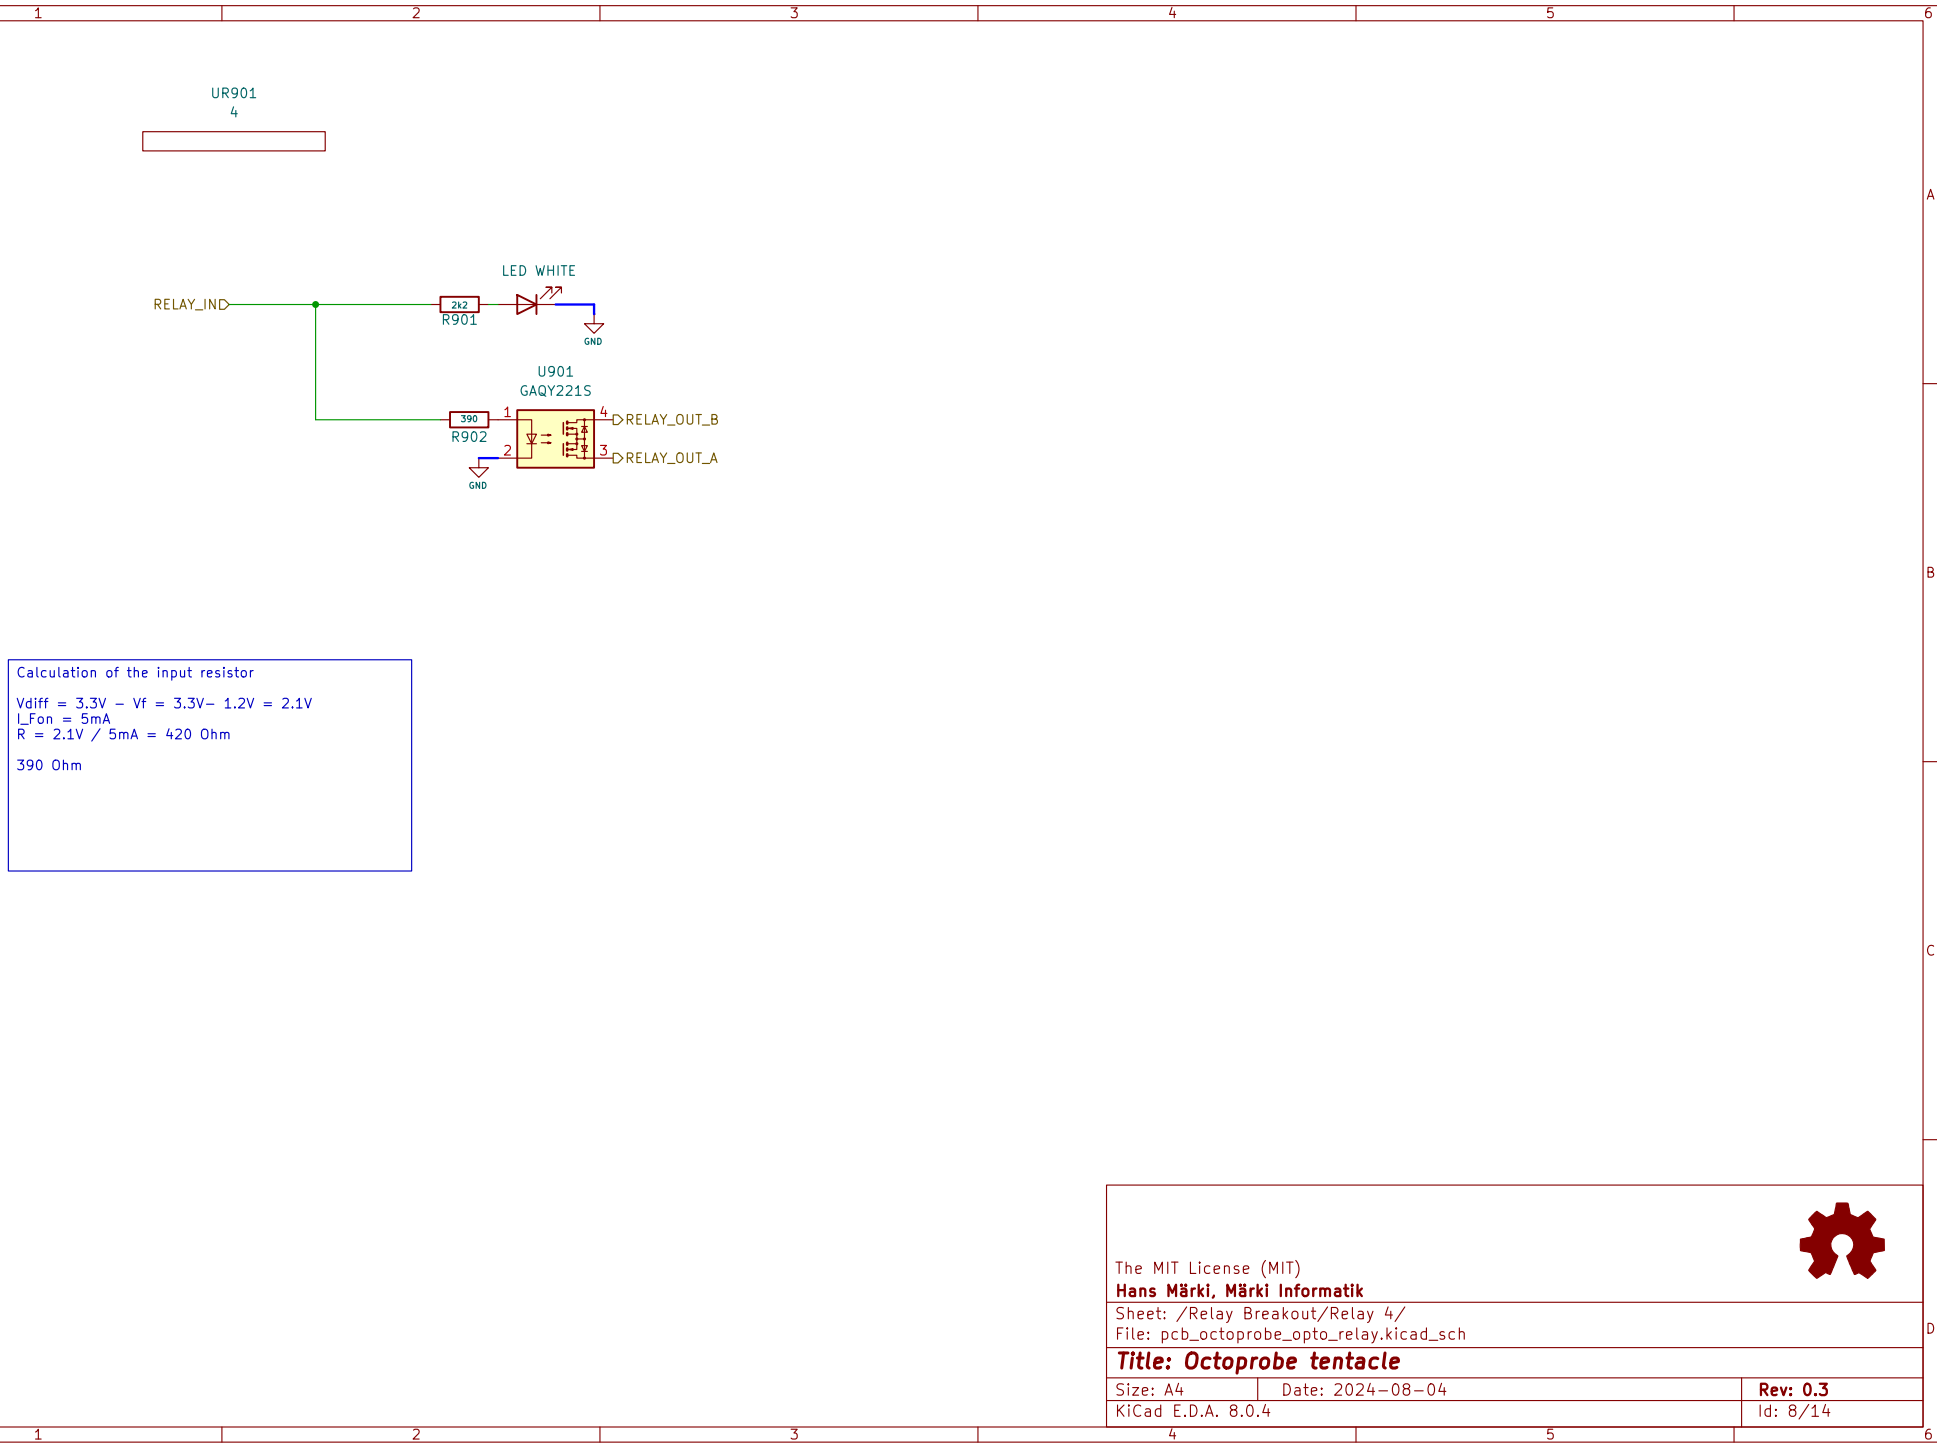 1 2 3 4 5 6
UR901
4
A
LED WHITE
RELAY_IN
2k2
R901
GND
U901
GAQY221S
390
R902
1
2
4
3
RELAY_OUT_B
RELAY_OUT_A
GND
B
Calculation of the input resistor
Vdiff = 3.3V - Vf = 3.3V- 1.2V = 2.1V
I_Fon = 5mA
R = 2.1V / 5mA = 420 Ohm
390 Ohm
C
The MIT License (MIT)
Hans Märki, Märki Informatik
Sheet: /Relay Breakout/Relay 4/
File: pcb_octoprobe_opto_relay.kicad_sch
D
Title: Octoprobe tentacle
Size: A4
Date: 2024-08-04
Rev: 0.3
KiCad E.D.A. 8.0.4
Id: 8/14
1 2 3 4 5 6